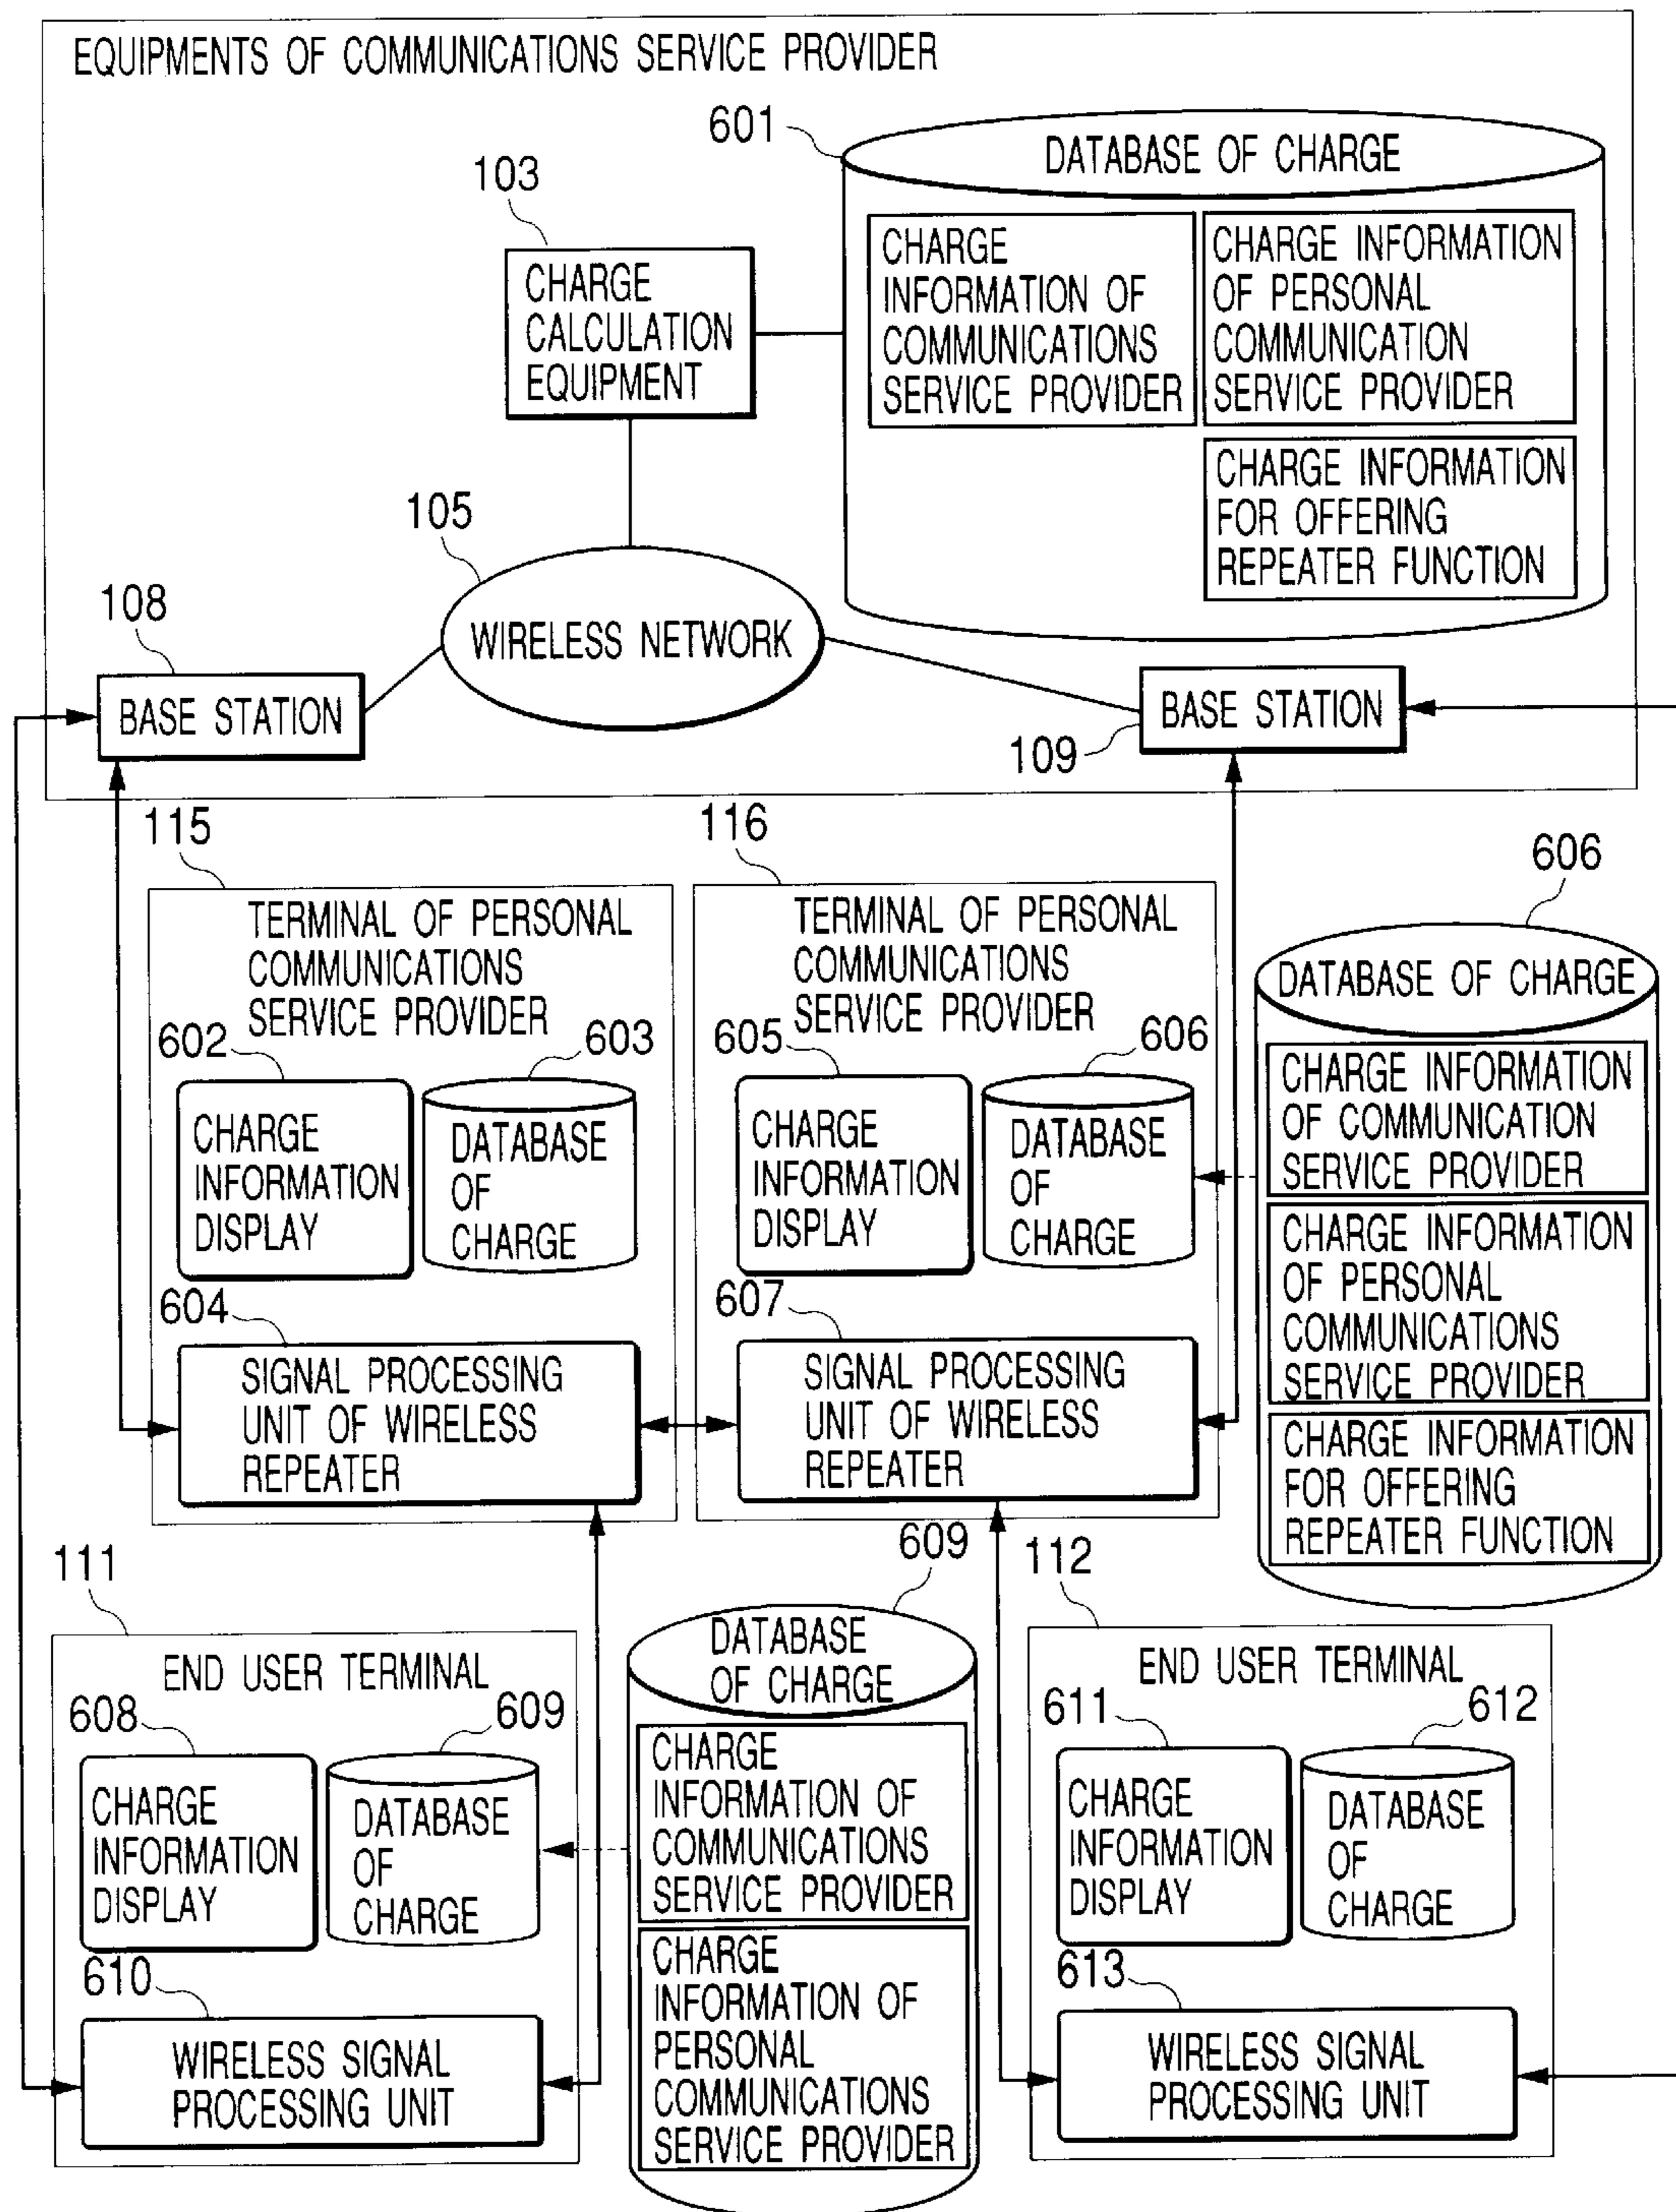 EQUIPMENTS OF COMMUNICATIONS SERVICE PROVIDER
601
DATABASE OF CHARGE
103
CHARGE
CALCULATION
EQUIPMENT
CHARGE
INFORMATION OF
COMMUNICATIONS
SERVICE PROVIDER
CHARGE INFORMATION
OF PERSONAL
COMMUNICATION
SERVICE PROVIDER
CHARGE INFORMATION
FOR OFFERING
REPEATER FUNCTION
105
WIRELESS NETWORK
108
BASE STATION
BASE STATION
109
115
TERMINAL OF PERSONAL
COMMUNICATIONS
SERVICE PROVIDER
602
CHARGE
INFORMATION
DISPLAY
603
DATABASE
OF
CHARGE
604
SIGNAL PROCESSING
UNIT OF WIRELESS
REPEATER
116
TERMINAL OF PERSONAL
COMMUNICATIONS
SERVICE PROVIDER
605
CHARGE
INFORMATION
DISPLAY
606
DATABASE
OF
CHARGE
607
SIGNAL PROCESSING
UNIT OF WIRELESS
REPEATER
606
DATABASE OF CHARGE
CHARGE INFORMATION
OF COMMUNICATION
SERVICE PROVIDER
CHARGE INFORMATION
OF PERSONAL
COMMUNICATIONS
SERVICE PROVIDER
CHARGE INFORMATION
FOR OFFERING
REPEATER FUNCTION
111
END USER TERMINAL
608
CHARGE
INFORMATION
DISPLAY
609
DATABASE
OF
CHARGE
610
WIRELESS SIGNAL
PROCESSING UNIT
609
DATABASE
OF CHARGE
CHARGE
INFORMATION OF
COMMUNICATIONS
SERVICE PROVIDER
CHARGE
INFORMATION OF
PERSONAL
COMMUNICATIONS
SERVICE PROVIDER
112
END USER TERMINAL
611
CHARGE
INFORMATION
DISPLAY
612
DATABASE
OF
CHARGE
613
WIRELESS SIGNAL
PROCESSING UNIT